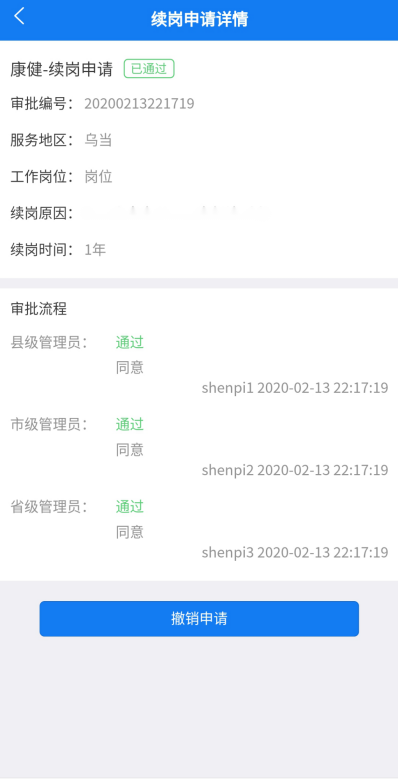 续岗申请详情
康健-续岗申请 已通过
审批编号： 20200213221719
服务地区： 乌当
工作岗位： 岗位
续岗原因：
续岗时间： 1年
审批流程
县级管理员： 通过
同意
shenpi1 2020-02-13 22:17:19
市级管理员： 通过
同意
shenpi2 2020-02-13 22:17:19
省级管理员： 通过
同意
shenpi3 2020-02-13 22:17:19
撤销申请